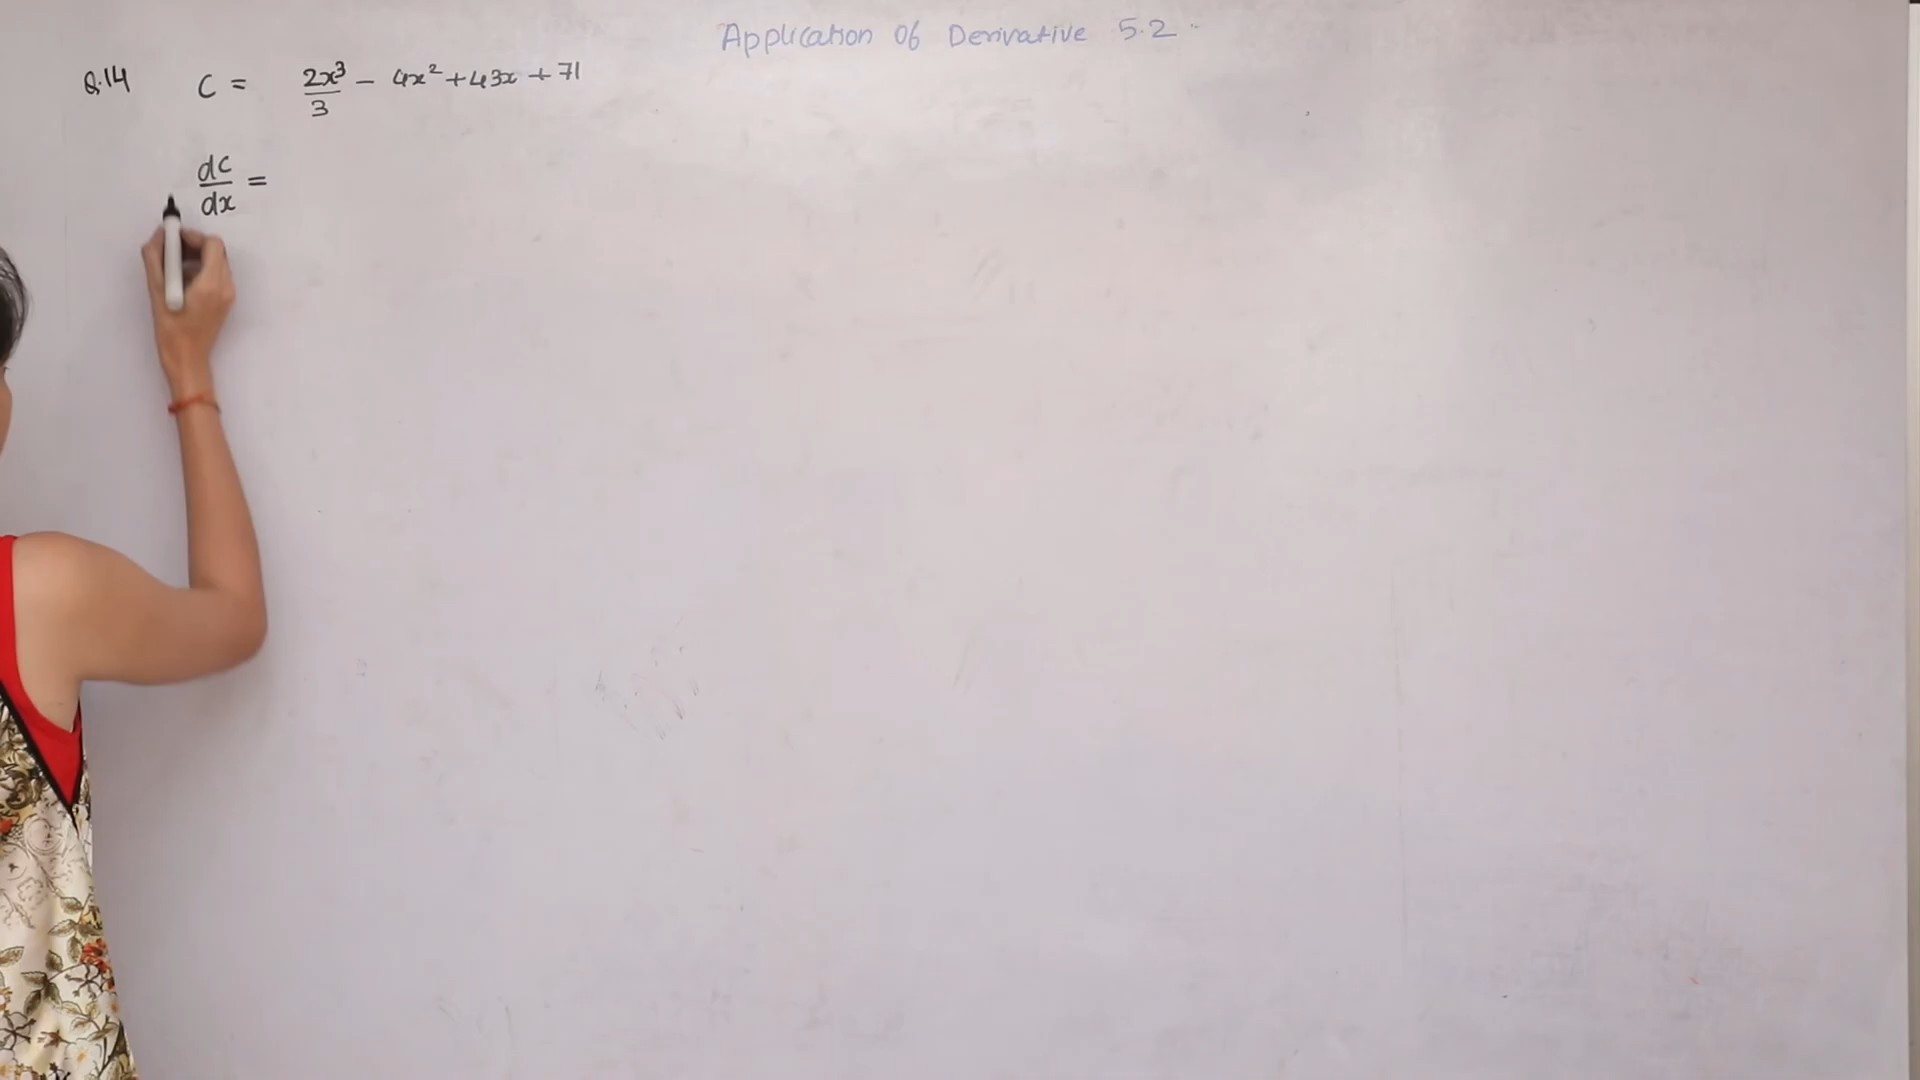 Application Of Derivative 5.2
Q.14 C = 2x³/3 - 4x² + 43x + 71
dC/dx =